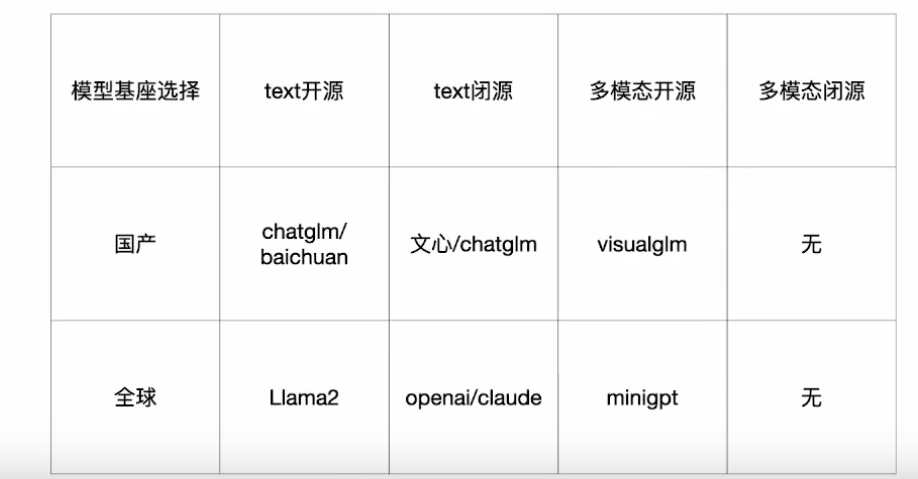 模型基座选择
text开源
text闭源
多模态开源
多模态闭源
国产
chatglm/
baichuan
文心/chatglm
visualglm
无
全球
Llama2
openai/claude
minigpt
无